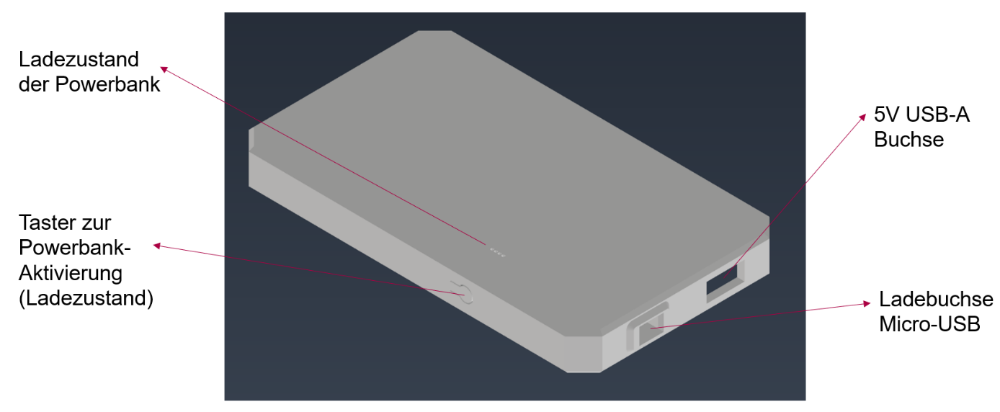 Ladezustand
der Powerbank
Taster zur
Powerbank-
Aktivierung
(Ladezustand)
5V USB-A
Buchse
Ladebuchse
Micro-USB